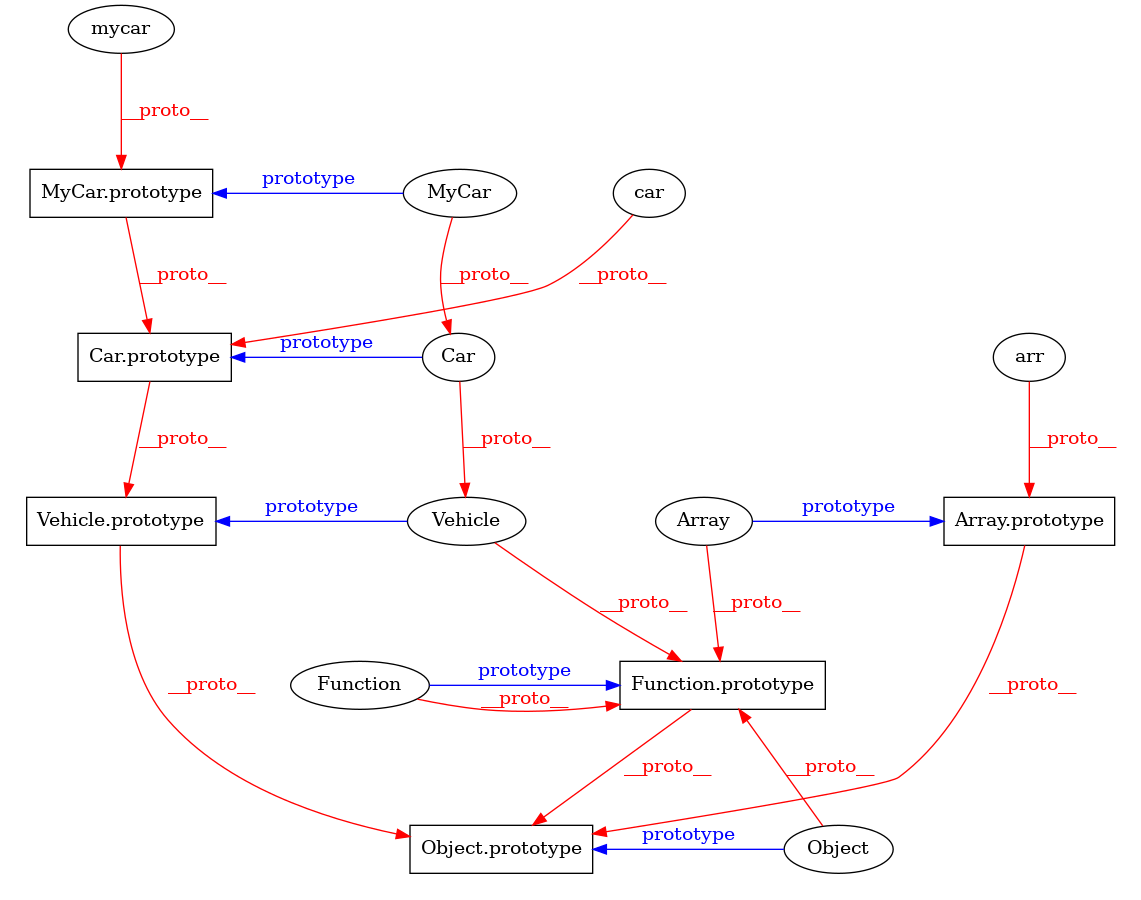 mycar
__proto__
MyCar.prototype
prototype
MyCar
car
__proto__
__proto__
__proto__
Car.prototype
prototype
Car
arr
__proto__
__proto__
__proto__
Vehicle.prototype
prototype
Vehicle
Array
prototype
Array.prototype
__proto__
__proto__
Function
prototype
__proto__
Function.prototype
__proto__
__proto__
__proto__
__proto__
Object.prototype
prototype
Object